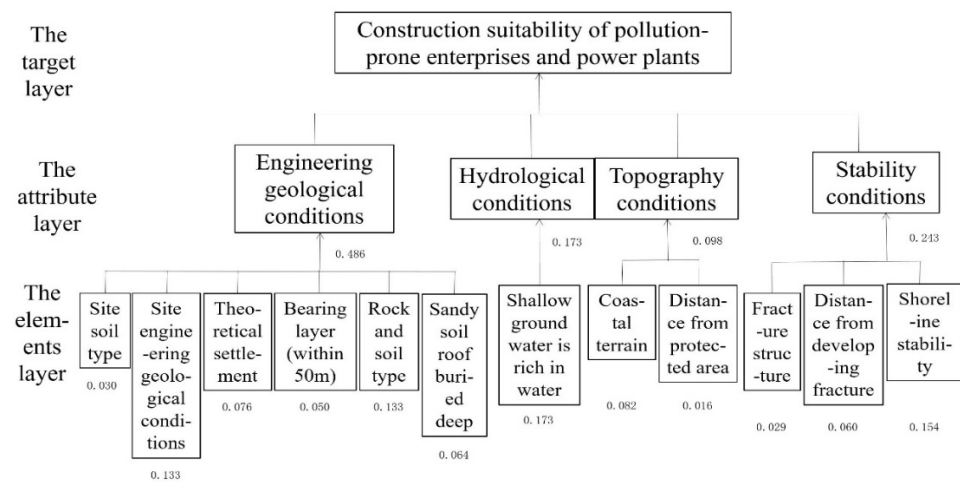 The
target
layer
Construction suitability of pollution-
prone enterprises and power plants
The
attribute
layer
Engineering
geological
conditions
0.486
Hydrological
conditions
0.173
Topography
conditions
0.098
Stability
conditions
0.243
The
elem-
ents
layer
Site
soil
type
0.030
Site
engine
-ering
geolo-
gical
condi-
tions
0.133
Theo-
retical
settle-
ment
0.076
Bearing
layer
(within
50m)
0.050
Rock
and
soil
type
0.133
Sandy
soil
roof
buri-
ed
deep
0.064
Shallow
ground
water is
rich in
water
0.173
Coas-
tal
terrain
0.082
Distan-
ce from
protec-
ted area
0.016
Fract
-ure
struc
-ture
0.029
Distan-
ce from
develop
-ing
fracture
0.060
Shorel
-ine
stabili-
ty
0.154